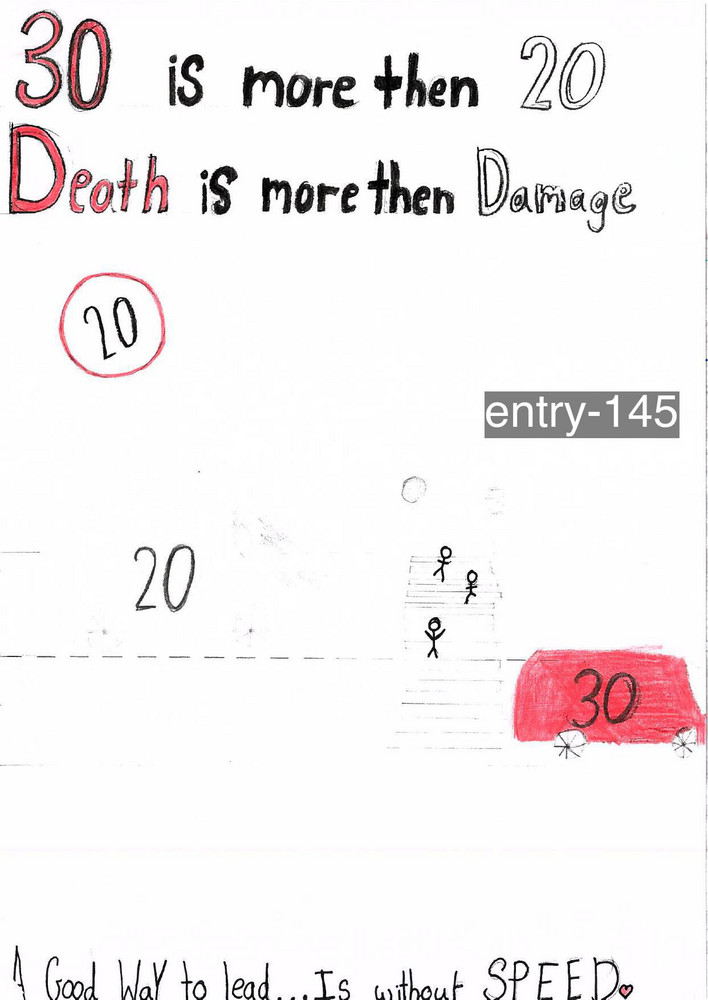 30 is more then 20
Death is more then Damage
20
entry-145
20
30
A Good Way to lead...Is without SPEED